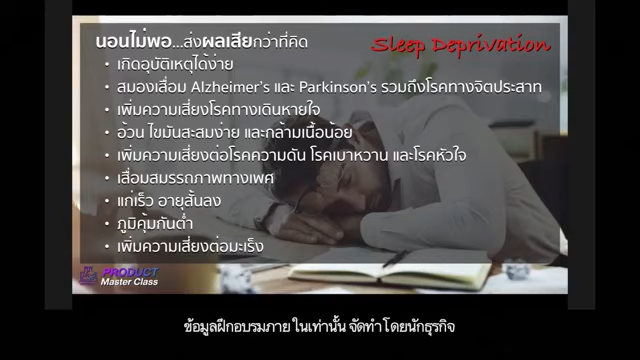 นอนไม่พอ...ส่งผลเสียกว่าที่คิด
Sleep Deprivation
• เกิดอุบัติเหตุได้ง่าย
• สมองเสื่อม Alzheimer's และ Parkinson's รวมถึงโรคทางจิตประสาท
• เพิ่มความเสี่ยงโรคทางเดินหายใจ
• อ้วน ไขมันสะสมง่าย และกล้ามเนื้อน้อย
• เพิ่มความเสี่ยงต่อโรคความดัน โรคเบาหวาน และโรคหัวใจ
• เสื่อมสมรรถภาพทางเพศ
• แก่เร็ว อายุสั้นลง
• ภูมิคุ้มกันต่ำ
• เพิ่มความเสี่ยงต่อมะเร็ง
PRODUCT
Master Class
ข้อมูลฝึกอบรมภาย ในเท่านั้น จัดทำโดยนักธุรกิจ